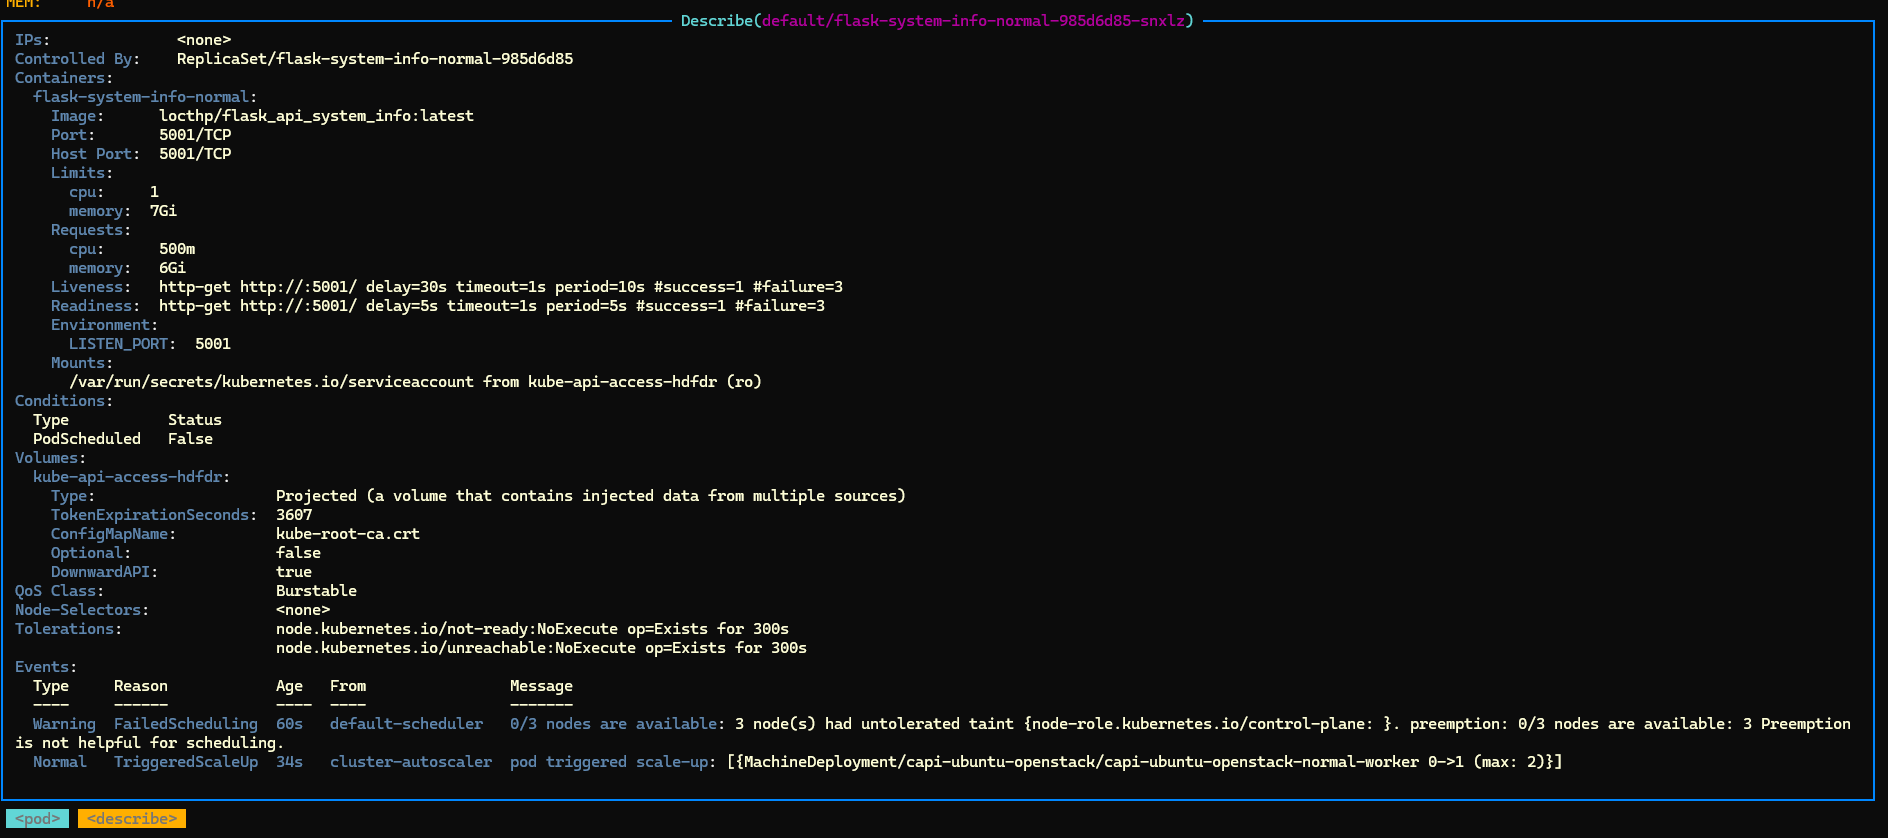 MEM: n/a
Describe(default/flask-system-info-normal-985d6d85-snxlz)
IPs: <none>
Controlled By: ReplicaSet/flask-system-info-normal-985d6d85
Containers:
flask-system-info-normal:
Image: locthp/flask_api_system_info:latest
Port: 5001/TCP
Host Port: 5001/TCP
Limits:
cpu: 1
memory: 7Gi
Requests:
cpu: 500m
memory: 6Gi
Liveness: http-get http://:5001/ delay=30s timeout=1s period=10s #success=1 #failure=3
Readiness: http-get http://:5001/ delay=5s timeout=1s period=5s #success=1 #failure=3
Environment:
LISTEN_PORT: 5001
Mounts:
/var/run/secrets/kubernetes.io/serviceaccount from kube-api-access-hdfdr (ro)
Conditions:
Type Status
PodScheduled False
Volumes:
kube-api-access-hdfdr:
Type: Projected (a volume that contains injected data from multiple sources)
TokenExpirationSeconds: 3607
ConfigMapName: kube-root-ca.crt
Optional: false
DownwardAPI: true
QoS Class: Burstable
Node-Selectors: <none>
Tolerations: node.kubernetes.io/not-ready:NoExecute op=Exists for 300s
node.kubernetes.io/unreachable:NoExecute op=Exists for 300s
Events:
Type Reason Age From Message
---- ------ ---- ---- -------
Warning FailedScheduling 60s default-scheduler 0/3 nodes are available: 3 node(s) had untolerated taint {node-role.kubernetes.io/control-plane: }. preemption: 0/3 nodes are available: 3 Preemption
is not helpful for scheduling.
Normal TriggeredScaleUp 34s cluster-autoscaler pod triggered scale-up: [{MachineDeployment/capi-ubuntu-openstack/capi-ubuntu-openstack-normal-worker 0->1 (max: 2)}]
<pod> <describe>